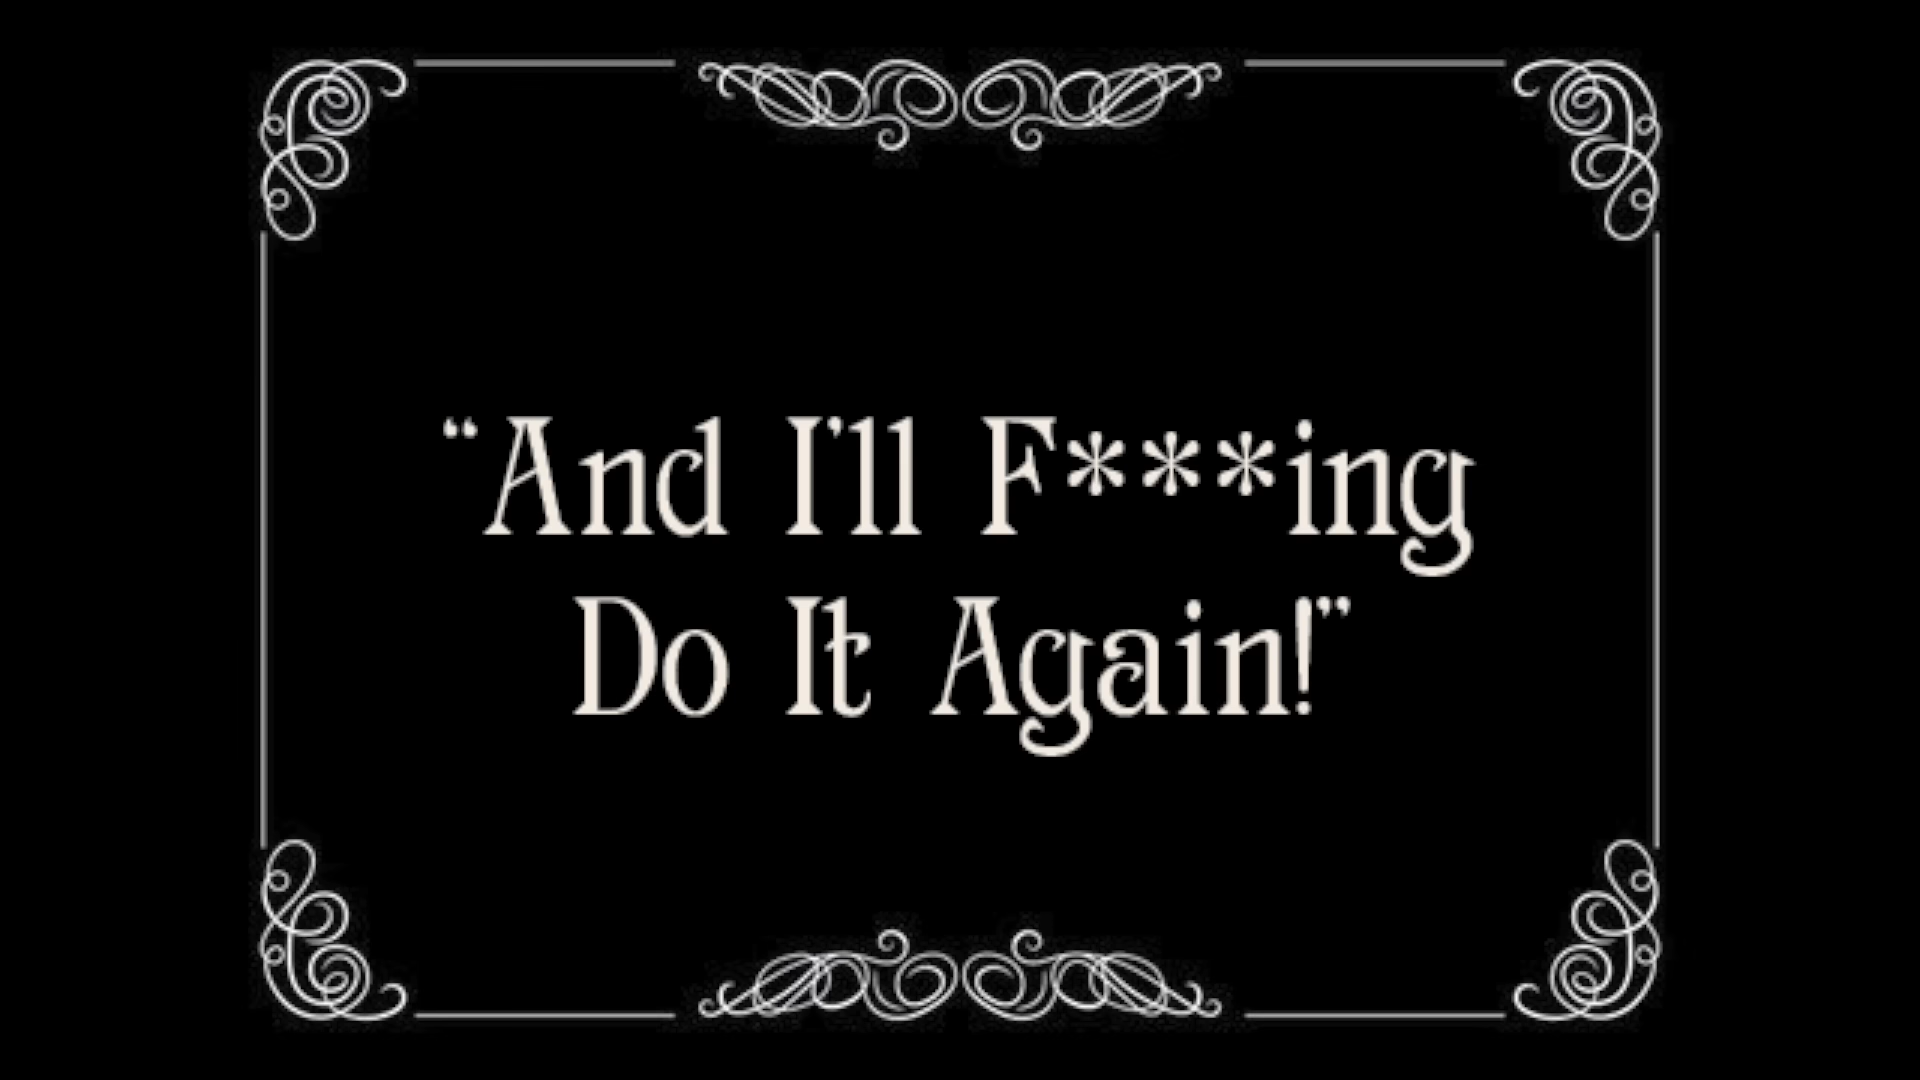 “And I’ll F***ing
Do It Again!”